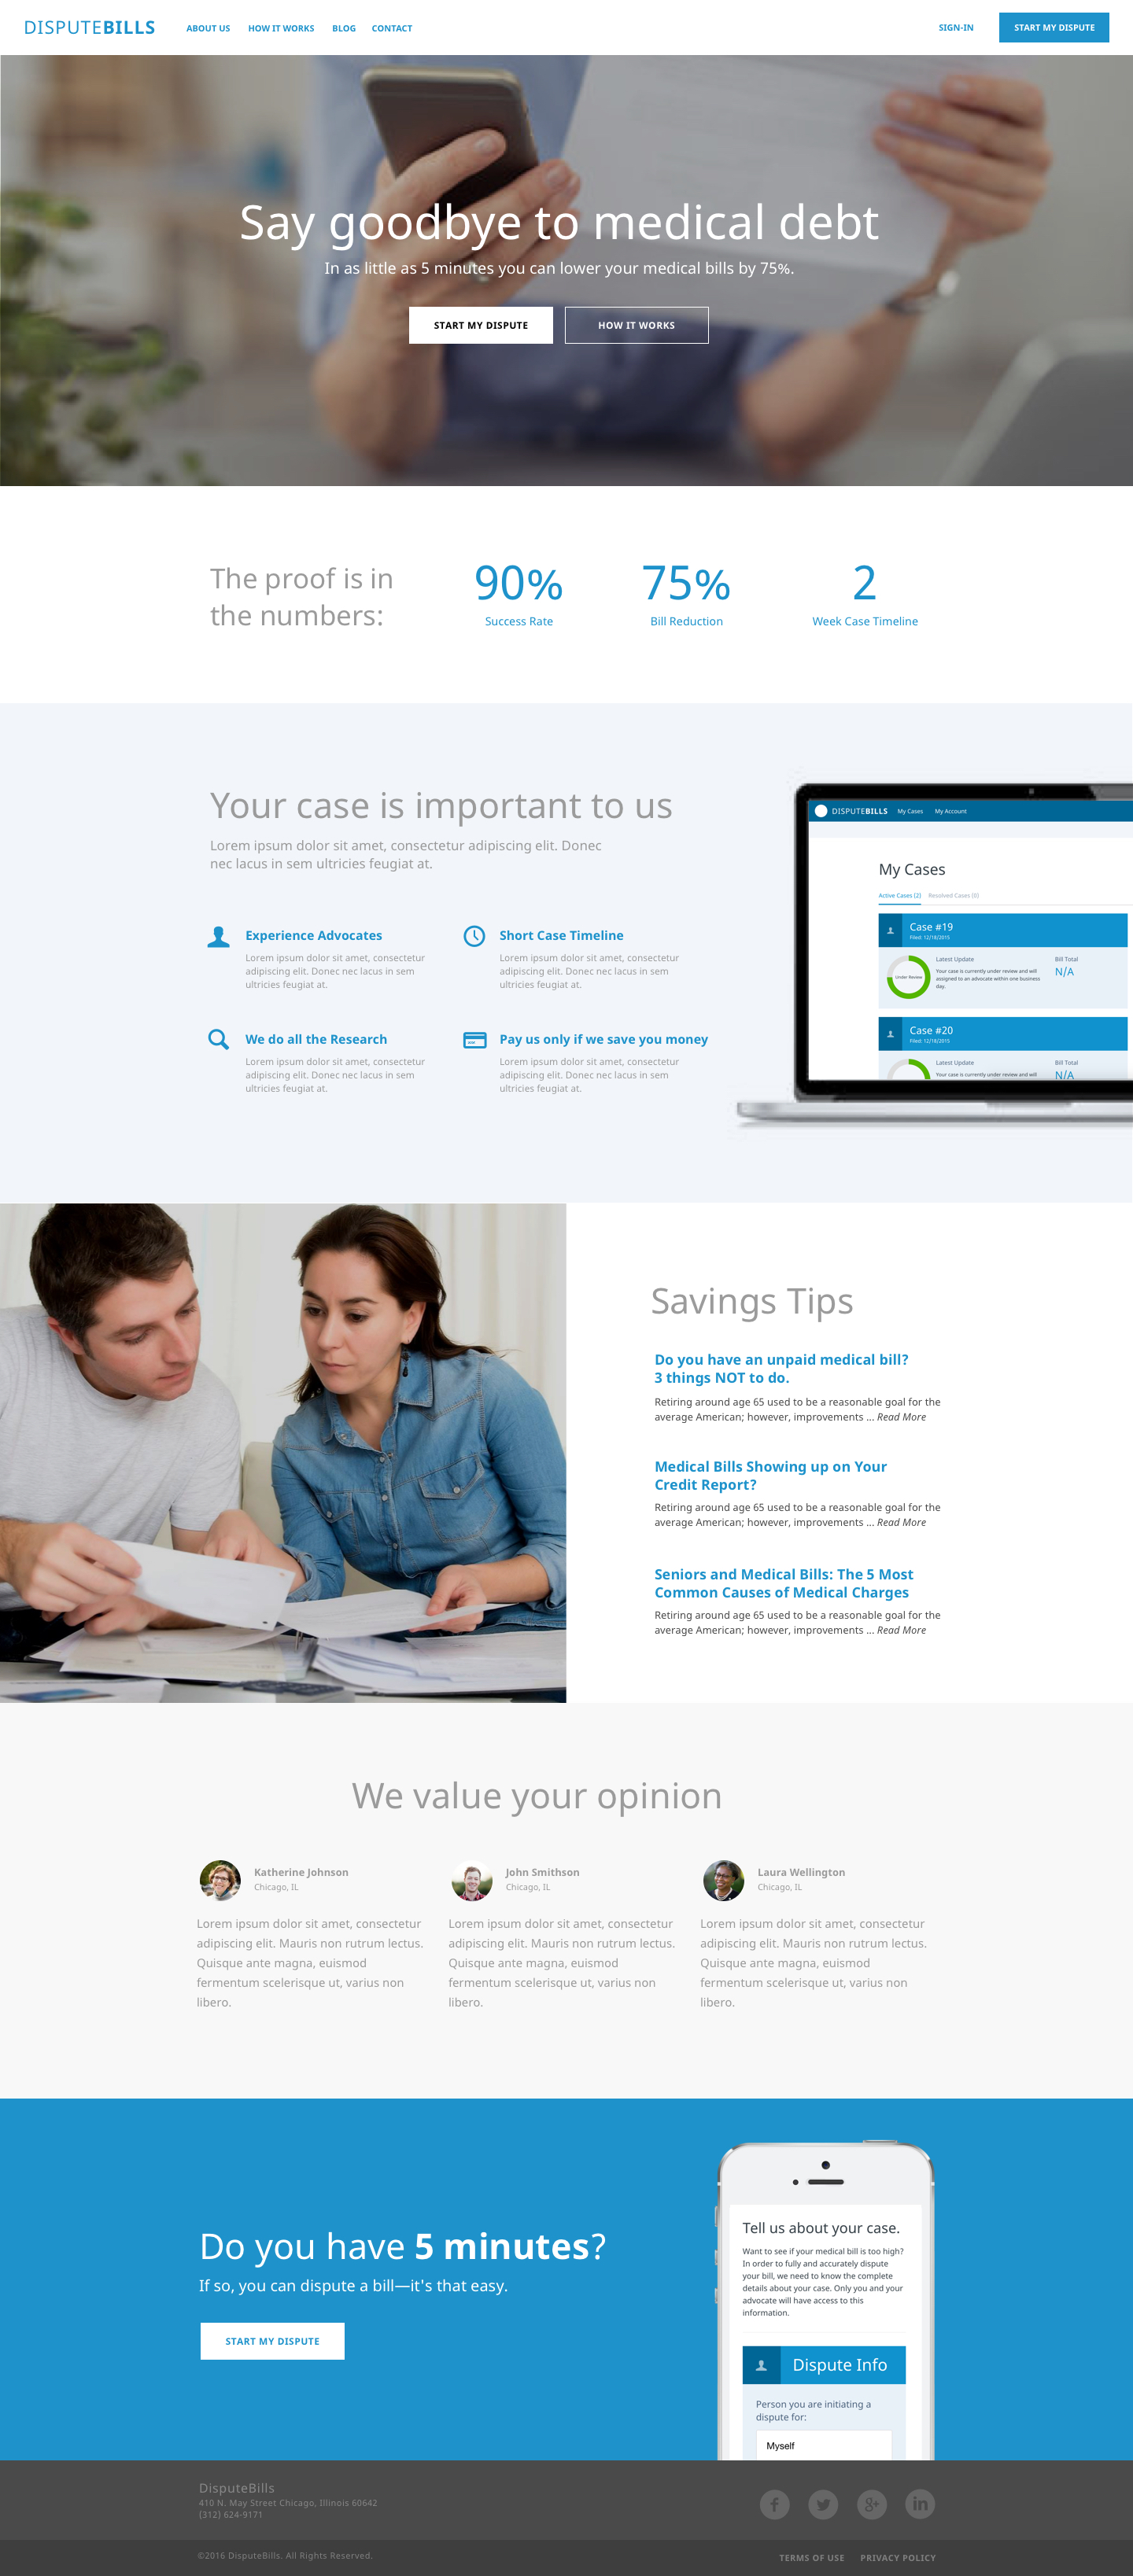 DISPUTEBILLS
ABOUT US
HOW IT WORKS
BLOG
CONTACT
SIGN-IN
START MY DISPUTE
Say goodbye to medical debt
In as little as 5 minutes you can lower your medical bills by 75%.
START MY DISPUTE
HOW IT WORKS
The proof is in
the numbers:
90%
Success Rate
75%
Bill Reduction
2
Week Case Timeline
Your case is important to us
Lorem ipsum dolor sit amet, consectetur adipiscing elit. Donec
nec lacus in sem ultricies feugiat at.
Experience Advocates
Lorem ipsum dolor sit amet, consectetur
adipiscing elit. Donec nec lacus in sem
ultricies feugiat at.
Short Case Timeline
Lorem ipsum dolor sit amet, consectetur
adipiscing elit. Donec nec lacus in sem
ultricies feugiat at.
We do all the Research
Lorem ipsum dolor sit amet, consectetur
adipiscing elit. Donec nec lacus in sem
ultricies feugiat at.
Pay us only if we save you money
Lorem ipsum dolor sit amet, consectetur
adipiscing elit. Donec nec lacus in sem
ultricies feugiat at.
DISPUTEBILLS
My Cases
My Account
My Cases
Active Cases (2)
Resolved Cases (0)
Case #19
Filed: 12/18/2015
Under Review
Latest Update
Your case is currently under review and will
assigned to an advocate within one business
day.
Bill Total
N/A
Case #20
Filed: 12/18/2015
Latest Update
Your case is currently under review and will
Bill Total
N/A
Savings Tips
Do you have an unpaid medical bill?
3 things NOT to do.
Retiring around age 65 used to be a reasonable goal for the
average American; however, improvements ... Read More
Medical Bills Showing up on Your
Credit Report?
Retiring around age 65 used to be a reasonable goal for the
average American; however, improvements ... Read More
Seniors and Medical Bills: The 5 Most
Common Causes of Medical Charges
Retiring around age 65 used to be a reasonable goal for the
average American; however, improvements ... Read More
We value your opinion
Katherine Johnson
Chicago, IL
Lorem ipsum dolor sit amet, consectetur
adipiscing elit. Mauris non rutrum lectus.
Quisque ante magna, euismod
fermentum scelerisque ut, varius non
libero.
John Smithson
Chicago, IL
Lorem ipsum dolor sit amet, consectetur
adipiscing elit. Mauris non rutrum lectus.
Quisque ante magna, euismod
fermentum scelerisque ut, varius non
libero.
Laura Wellington
Chicago, IL
Lorem ipsum dolor sit amet, consectetur
adipiscing elit. Mauris non rutrum lectus.
Quisque ante magna, euismod
fermentum scelerisque ut, varius non
libero.
Do you have 5 minutes?
If so, you can dispute a bill—it's that easy.
START MY DISPUTE
Tell us about your case.
Want to see if your medical bill is too high?
In order to fully and accurately dispute
your bill, we need to know the complete
details about your case. Only you and your
advocate will have access to this
information.
Dispute Info
Person you are initiating a
dispute for:
Myself
DisputeBills
410 N. May Street Chicago, Illinois 60642
(312) 624-9171
©2016 DisputeBills. All Rights Reserved.
TERMS OF USE
PRIVACY POLICY